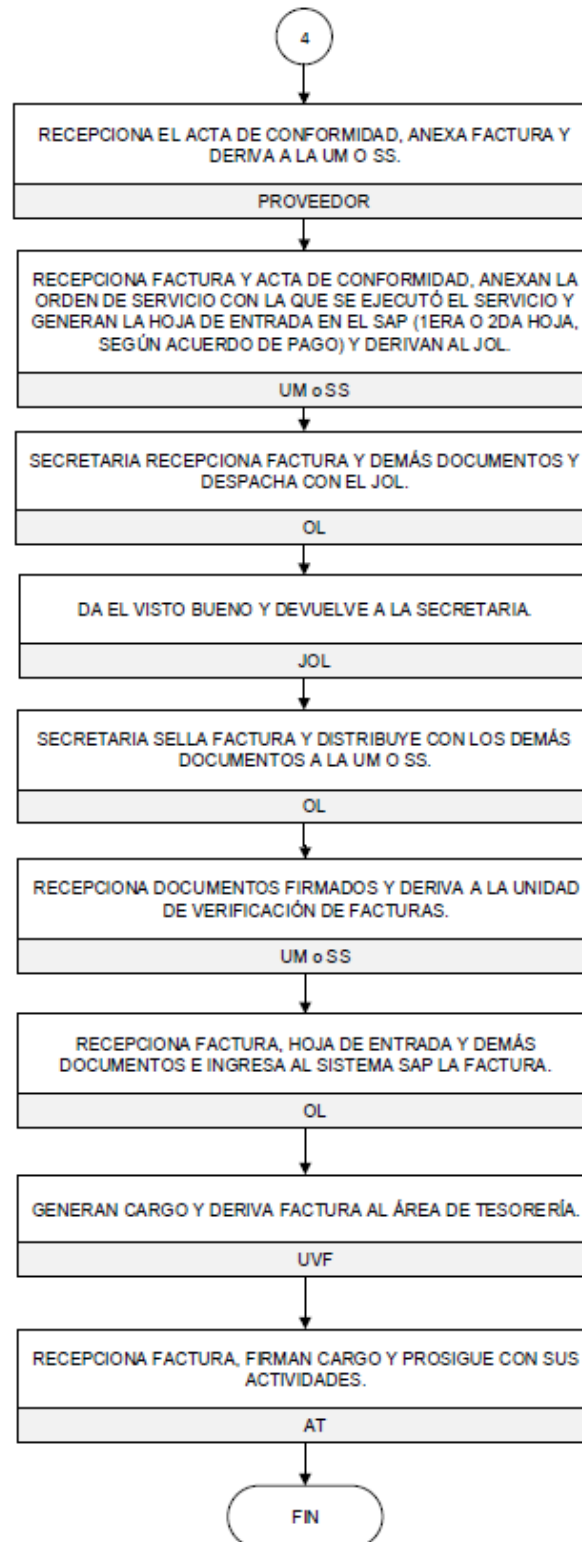 4
RECEPCIONA EL ACTA DE CONFORMIDAD, ANEXA FACTURA Y
DERIVA A LA UM O SS.
PROVEEDOR
RECEPCIONA FACTURA Y ACTA DE CONFORMIDAD, ANEXAN LA
ORDEN DE SERVICIO CON LA QUE SE EJECUTÓ EL SERVICIO Y
GENERAN LA HOJA DE ENTRADA EN EL SAP (1ERA O 2DA HOJA,
SEGÚN ACUERDO DE PAGO) Y DERIVAN AL JOL.
UM o SS
SECRETARIA RECEPCIONA FACTURA Y DEMÁS DOCUMENTOS Y
DESPACHA CON EL JOL.
OL
DA EL VISTO BUENO Y DEVUELVE A LA SECRETARIA.
JOL
SECRETARIA SELLA FACTURA Y DISTRIBUYE CON LOS DEMÁS
DOCUMENTOS A LA UM O SS.
OL
RECEPCIONA DOCUMENTOS FIRMADOS Y DERIVA A LA UNIDAD
DE VERIFICACIÓN DE FACTURAS.
UM o SS
RECEPCIONA FACTURA, HOJA DE ENTRADA Y DEMÁS
DOCUMENTOS E INGRESA AL SISTEMA SAP LA FACTURA.
OL
GENERAN CARGO Y DERIVA FACTURA AL ÁREA DE TESORERÍA.
UVF
RECEPCIONA FACTURA, FIRMAN CARGO Y PROSIGUE CON SUS
ACTIVIDADES.
AT
FIN